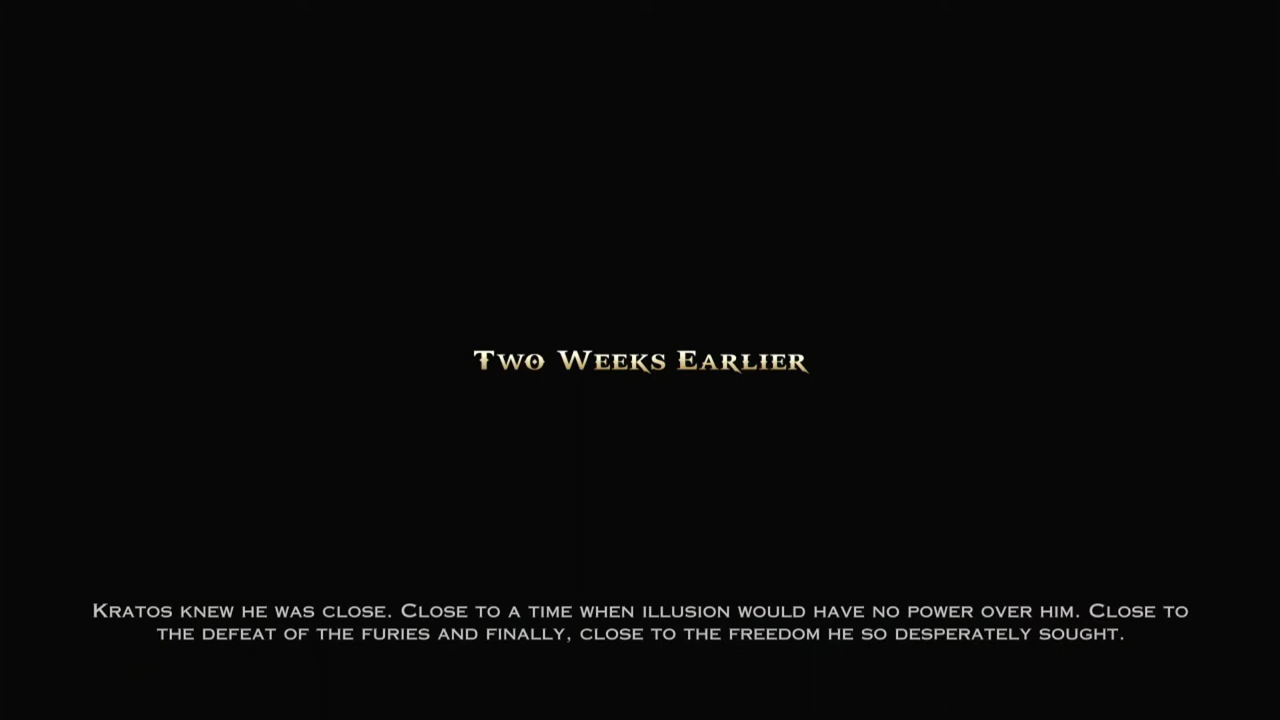 Two Weeks Earlier
Kratos knew he was close. Close to a time when illusion would have no power over him. Close to
the defeat of the Furies and finally, close to the freedom he so desperately sought.